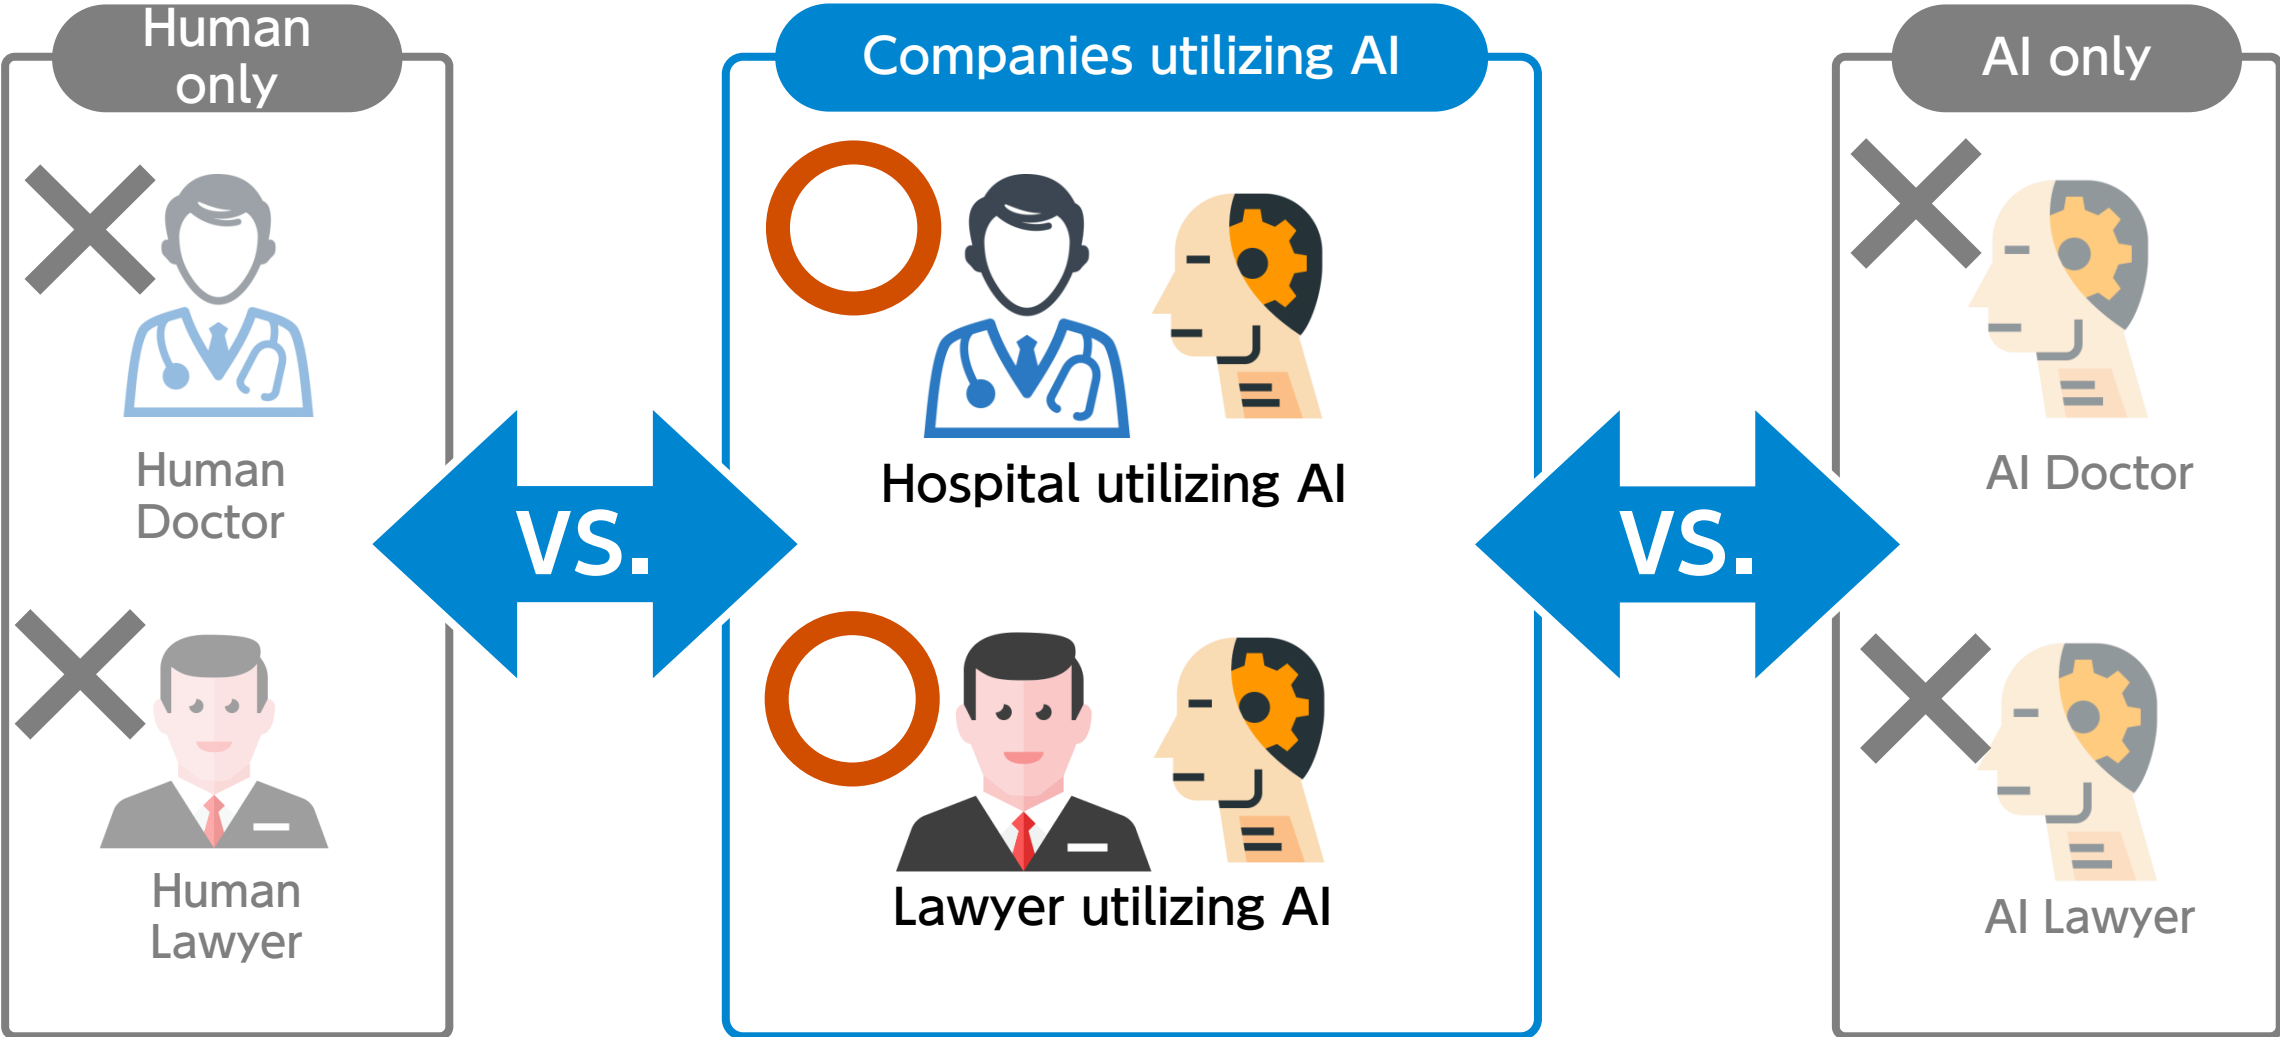 Human
only
Human
Doctor
Human
Lawyer
VS.
Companies utilizing AI
Hospital utilizing AI
Lawyer utilizing AI
VS.
AI only
AI Doctor
AI Lawyer